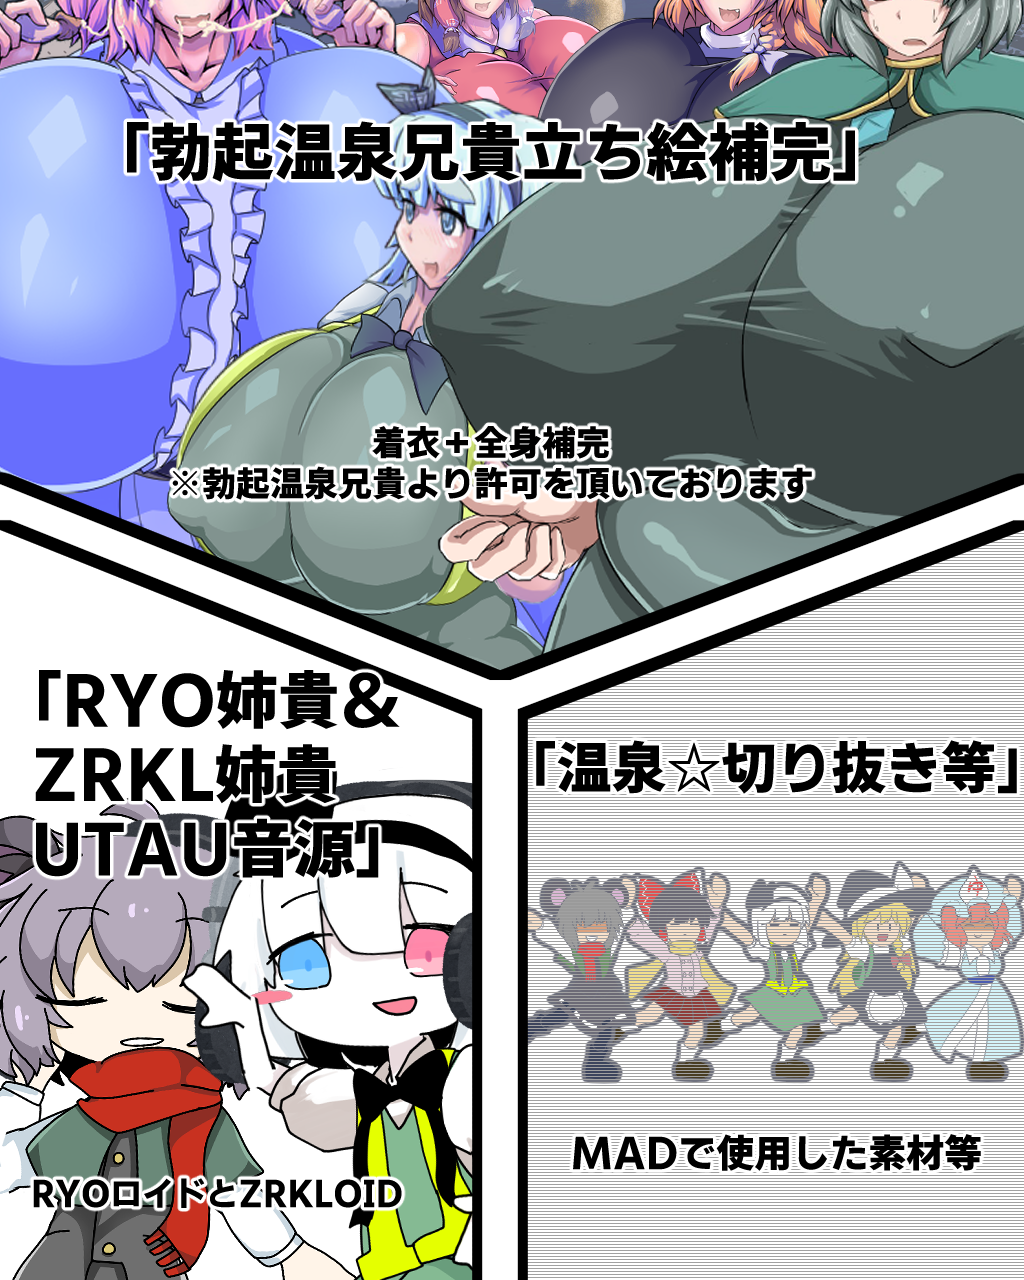 「勃起温泉兄貴立ち絵補完」
着衣＋全身補完
※勃起温泉兄貴より許可を頂いております
「RYO姉貴＆
ZRKL姉貴
UTAU音源」
RYOロイドとZRKLOID
「温泉☆切り抜き等」
MADで使用した素材等